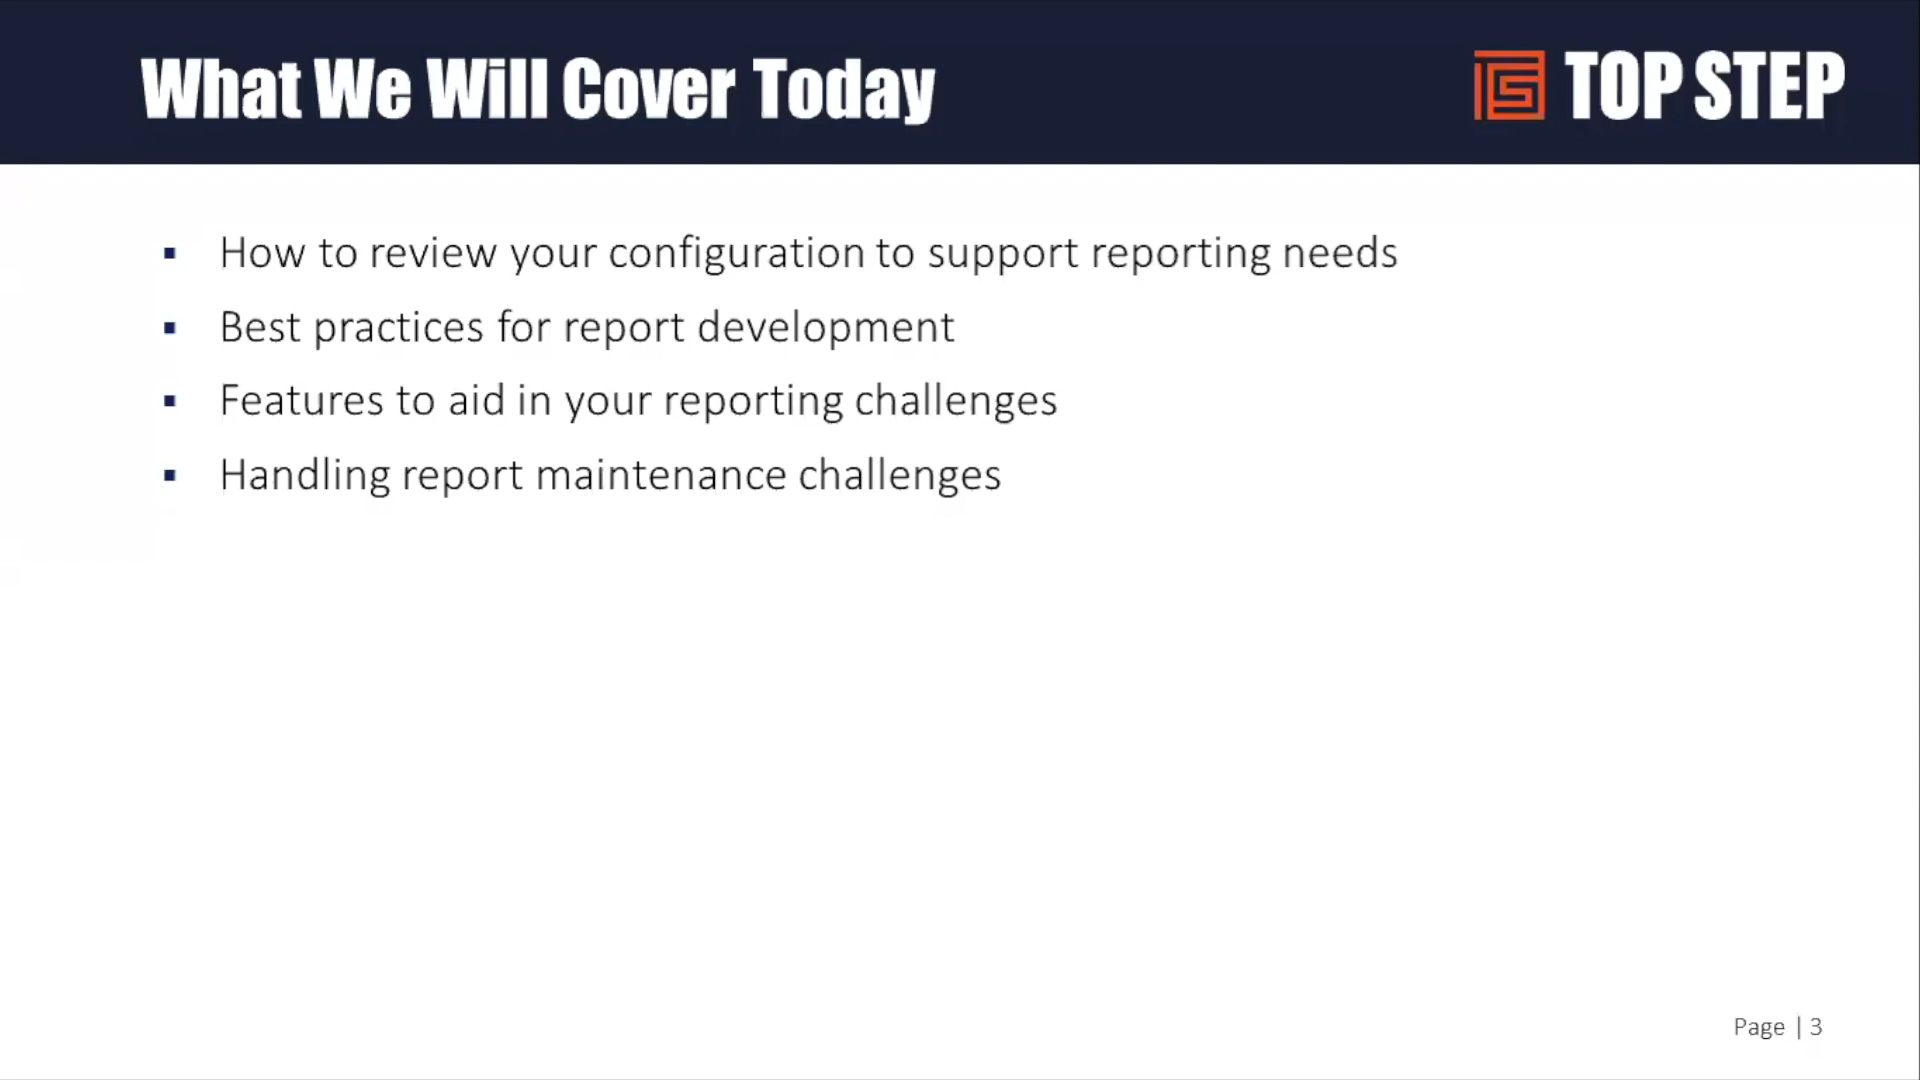 What We Will Cover Today
TOP STEP
▪ How to review your configuration to support reporting needs
▪ Best practices for report development
▪ Features to aid in your reporting challenges
▪ Handling report maintenance challenges
Page | 3